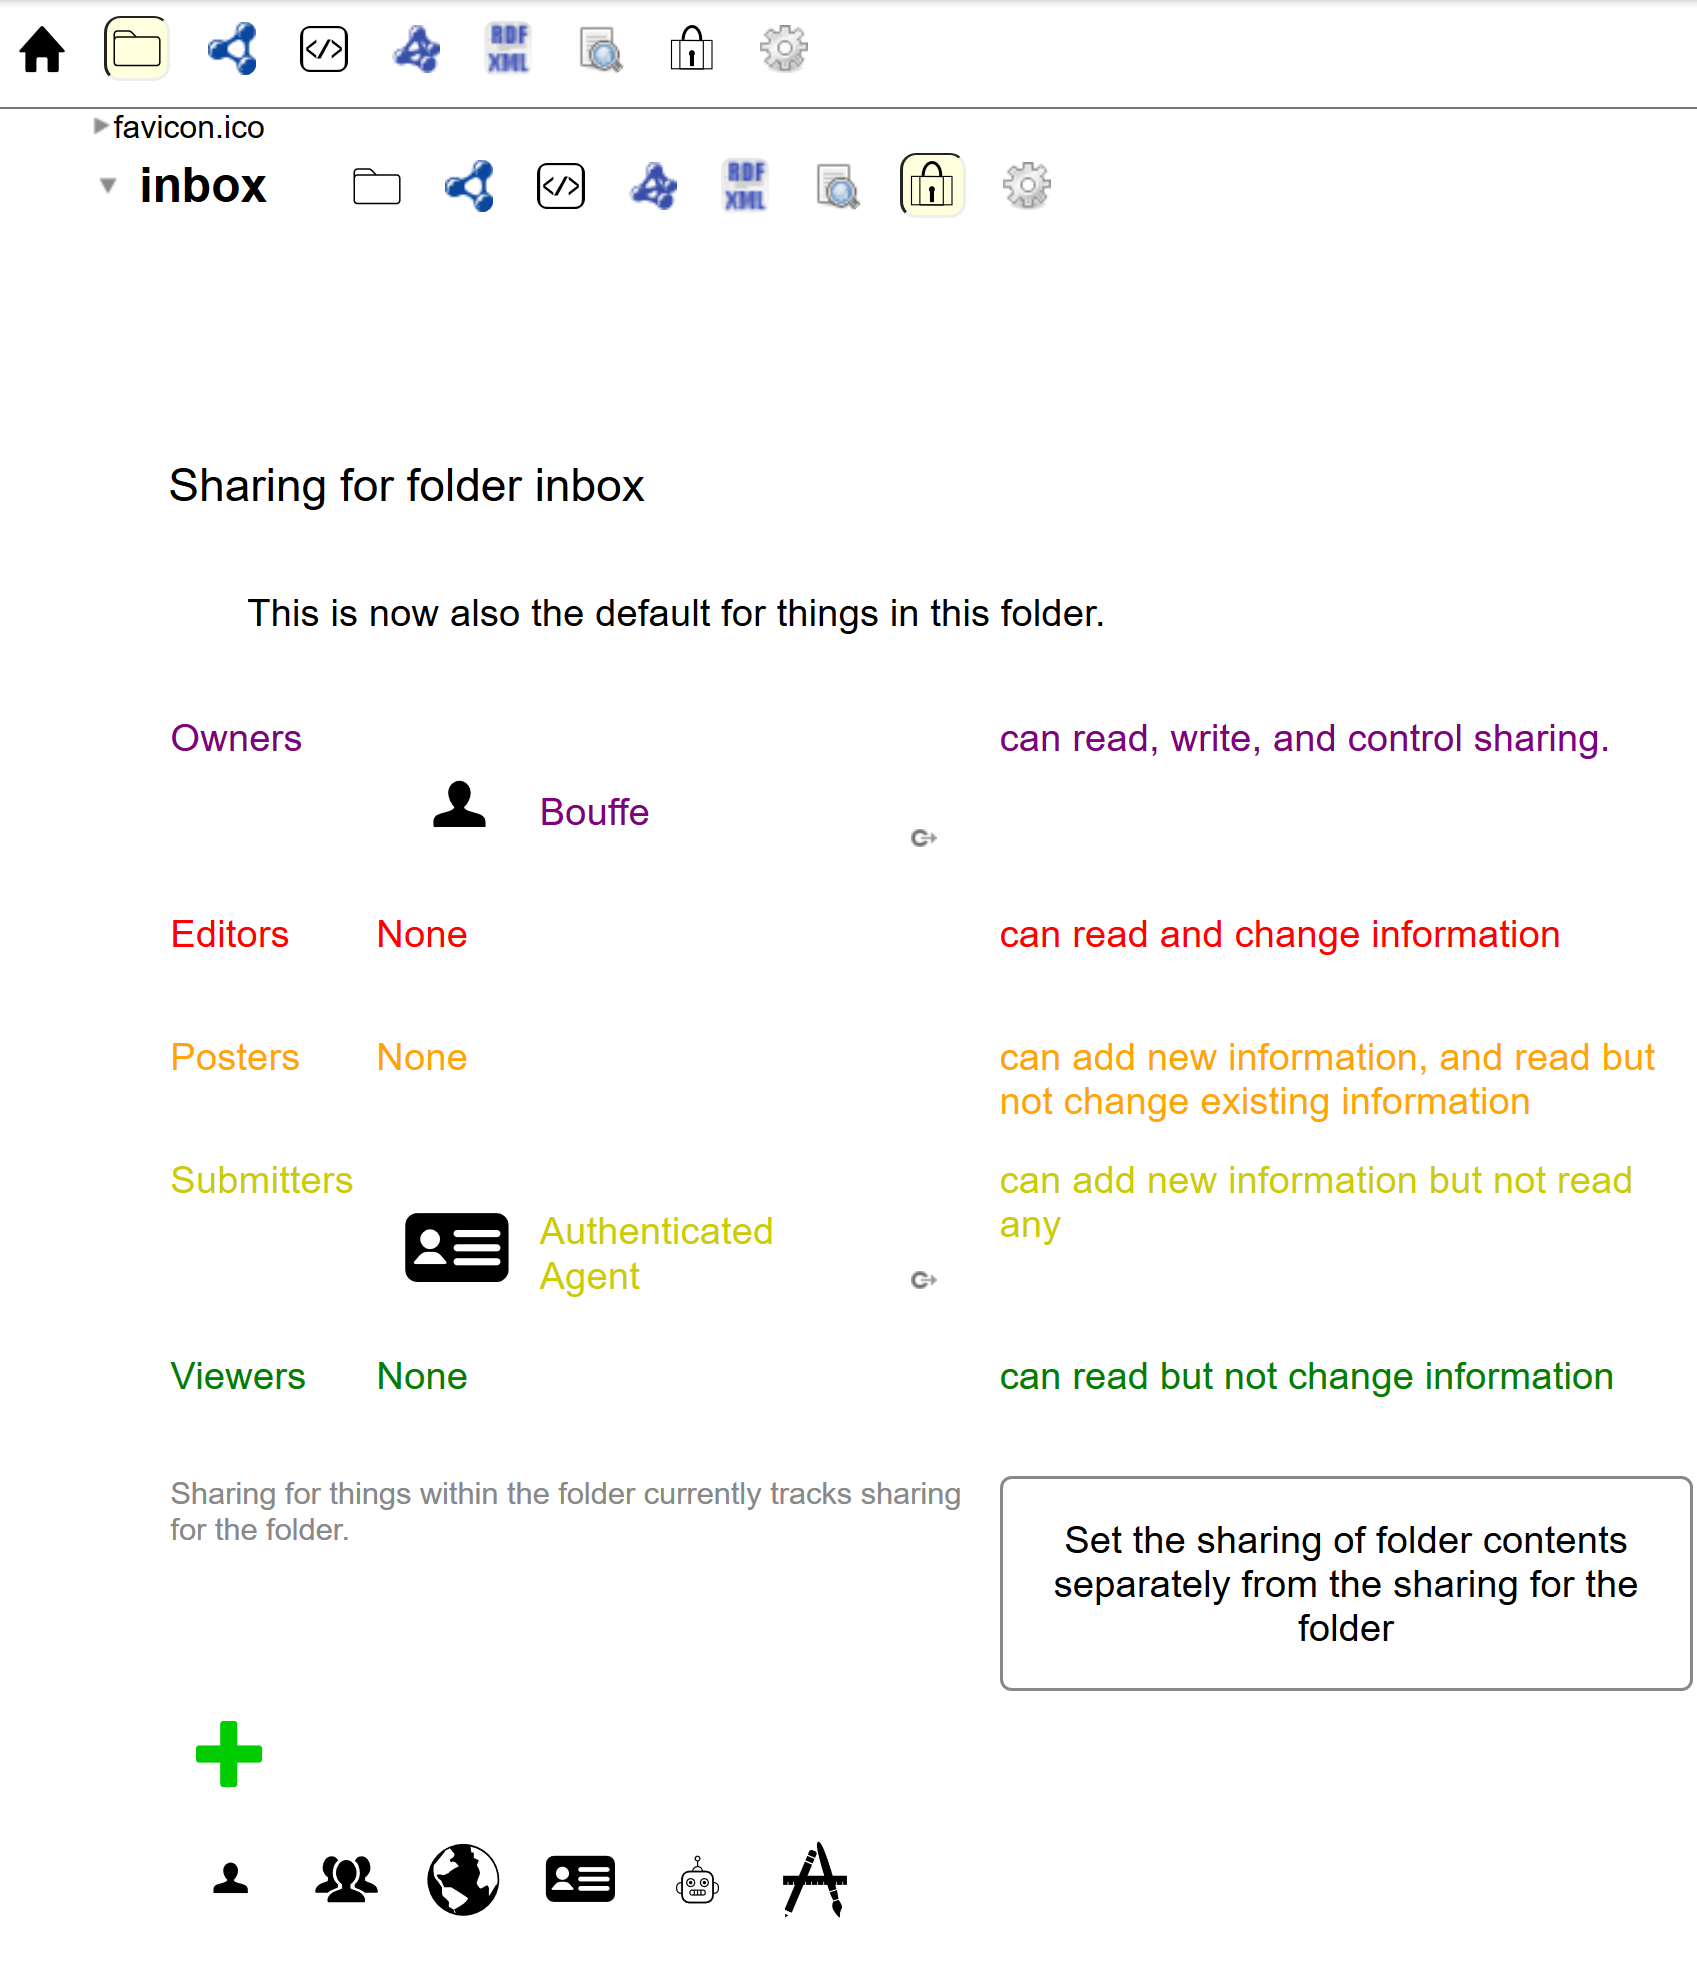 </>
RDF
XML
favicon.ico
inbox
</>
RDF
XML
Sharing for folder inbox
This is now also the default for things in this folder.
Owners can read, write, and control sharing.
Bouffe
Editors None can read and change information
Posters None can add new information, and read but
not change existing information
Submitters can add new information but not read
any
Authenticated
Agent
Viewers None can read but not change information
Sharing for things within the folder currently tracks sharing
for the folder.
Set the sharing of folder contents
separately from the sharing for the
folder